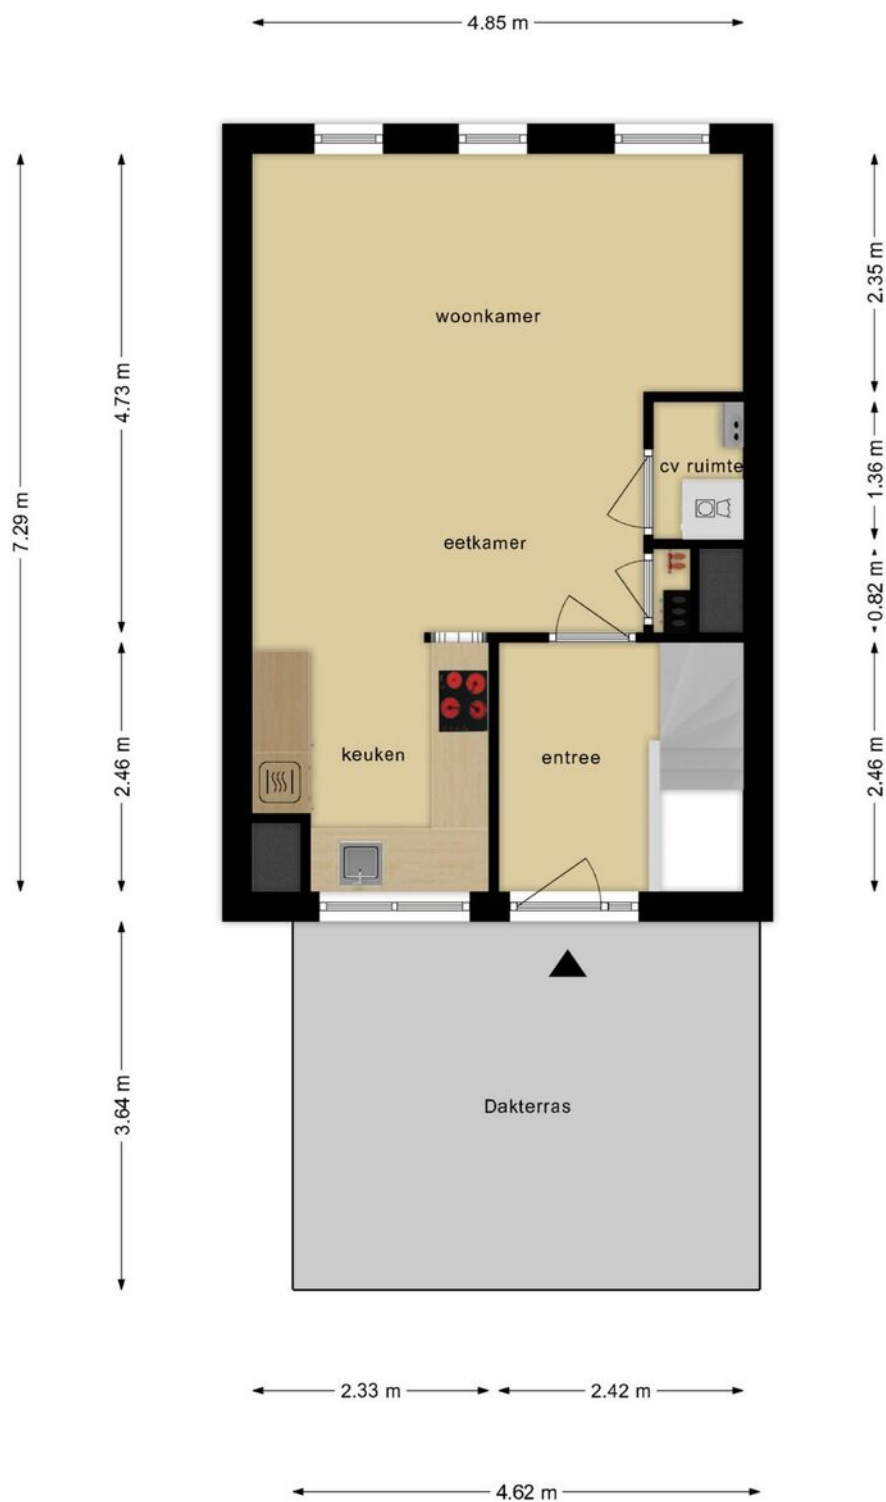 4.85 m
2.35 m
woonkamer
4.73 m
1.36 m
cv ruimte
7.29 m
eetkamer
0.82 m
2.46 m
keuken
entree
2.46 m
3.64 m
Dakterras
2.33 m
2.42 m
4.62 m